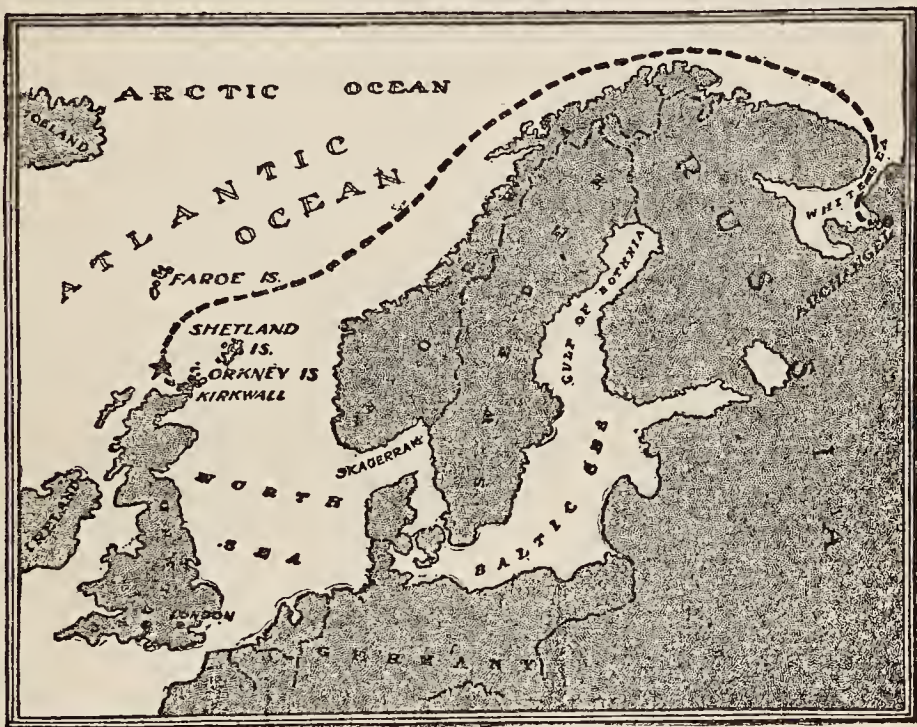 ARCTIC OCEAN
ICELAND
ATLANTIC
OCEAN
WHITE SEA
FAROE IS.
SHETLAND
IS.
ORKNEY IS
KIRKWALL
ARCHANGEL
RUSSIA
GULF OF BOTHNIA
SWEDEN
SKAGERRAK
NORTH
SEA
BALTIC SEA
IRELAND
LONDON
GERMANY